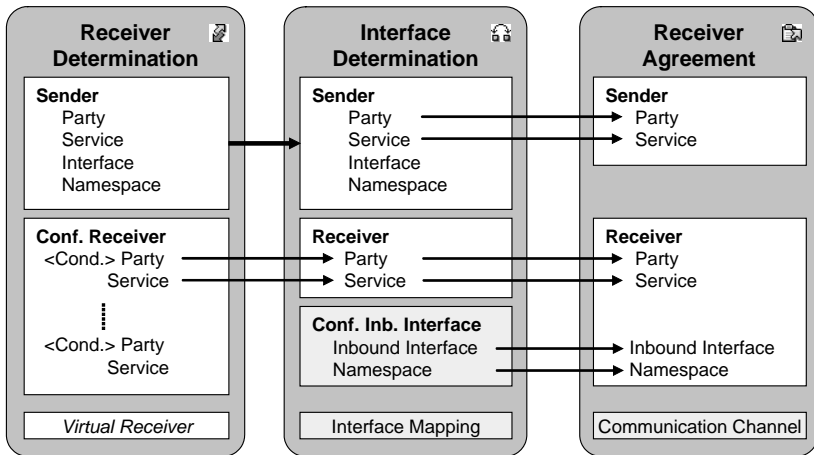 Receiver
Determination
Sender
Party
Service
Interface
Namespace
Conf. Receiver
<Cond.> Party
Service
<Cond.> Party
Service
Virtual Receiver
Interface
Determination
Sender
Party
Service
Interface
Namespace
Receiver
Party
Service
Conf. Inb. Interface
Inbound Interface
Namespace
Interface Mapping
Receiver
Agreement
Sender
Party
Service
Receiver
Party
Service
Inbound Interface
Namespace
Communication Channel